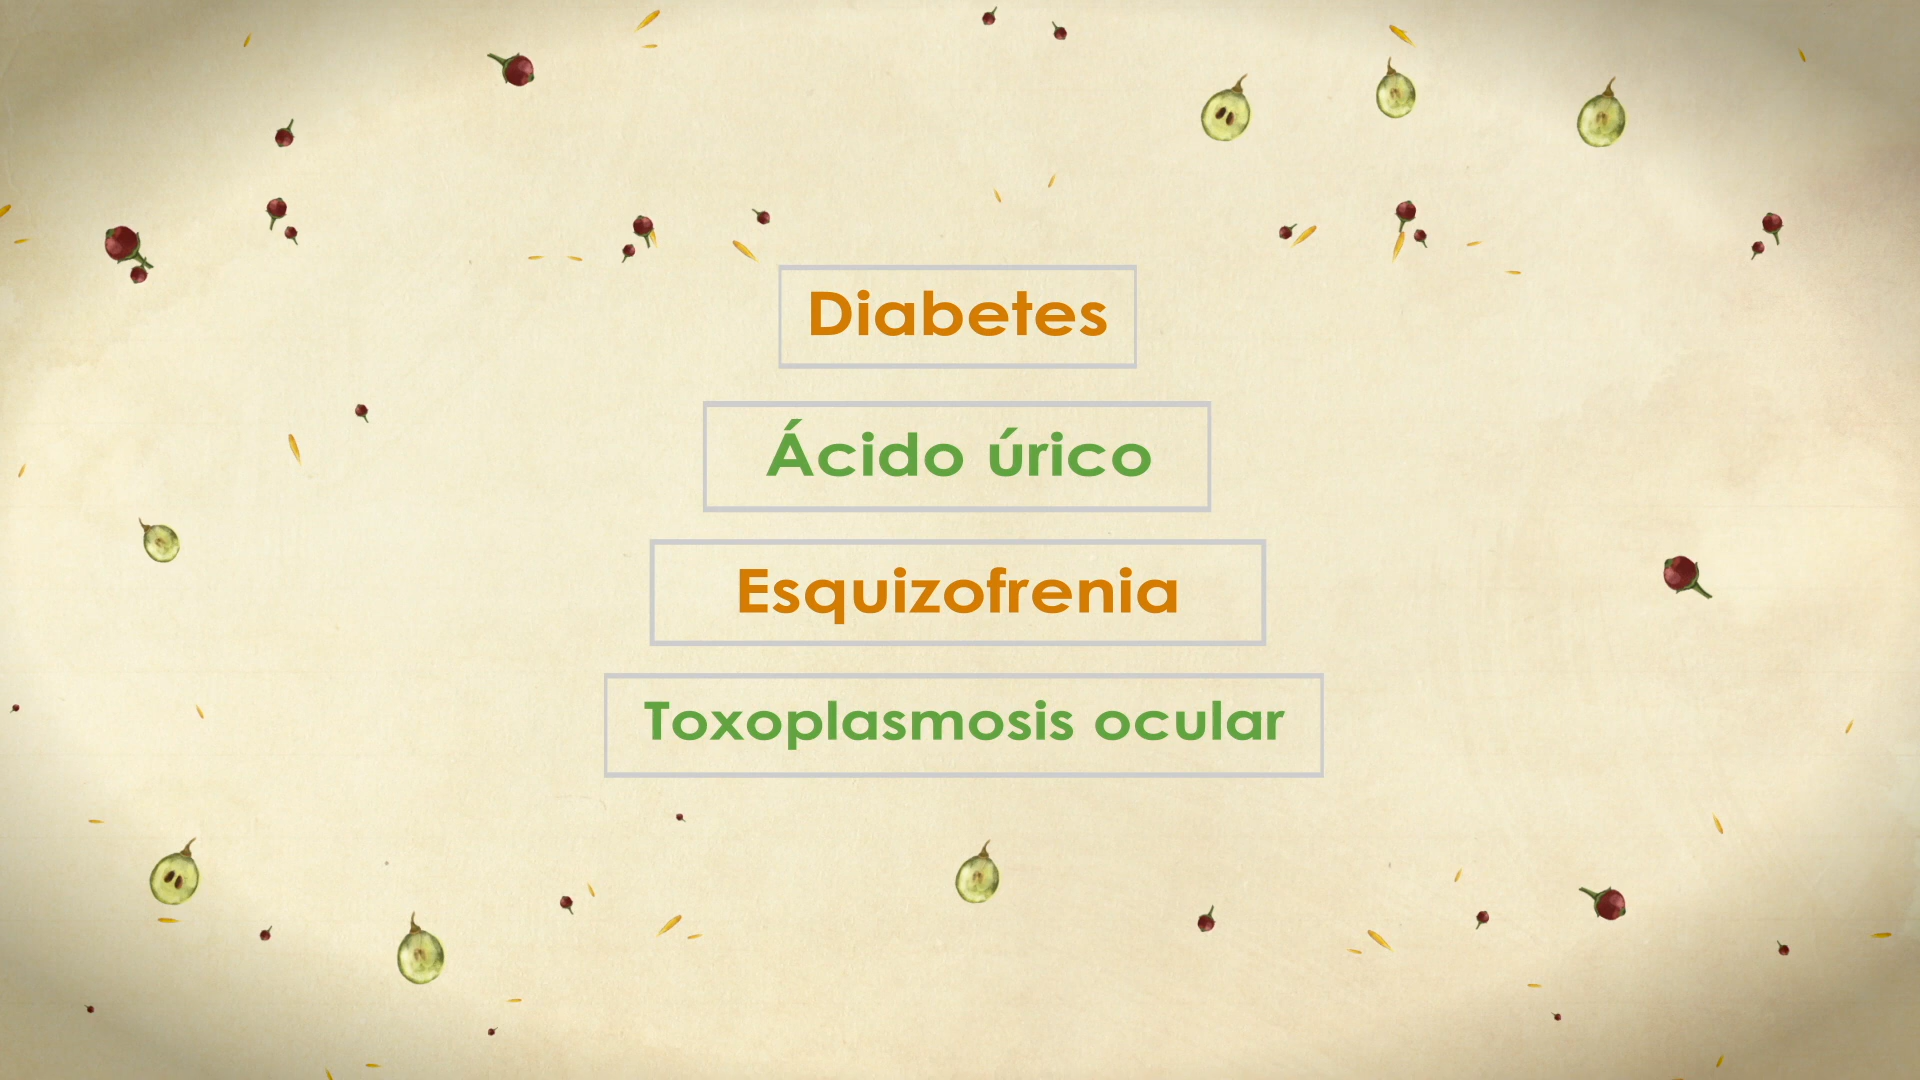 Diabetes
Ácido úrico
Esquizofrenia
Toxoplasmosis ocular